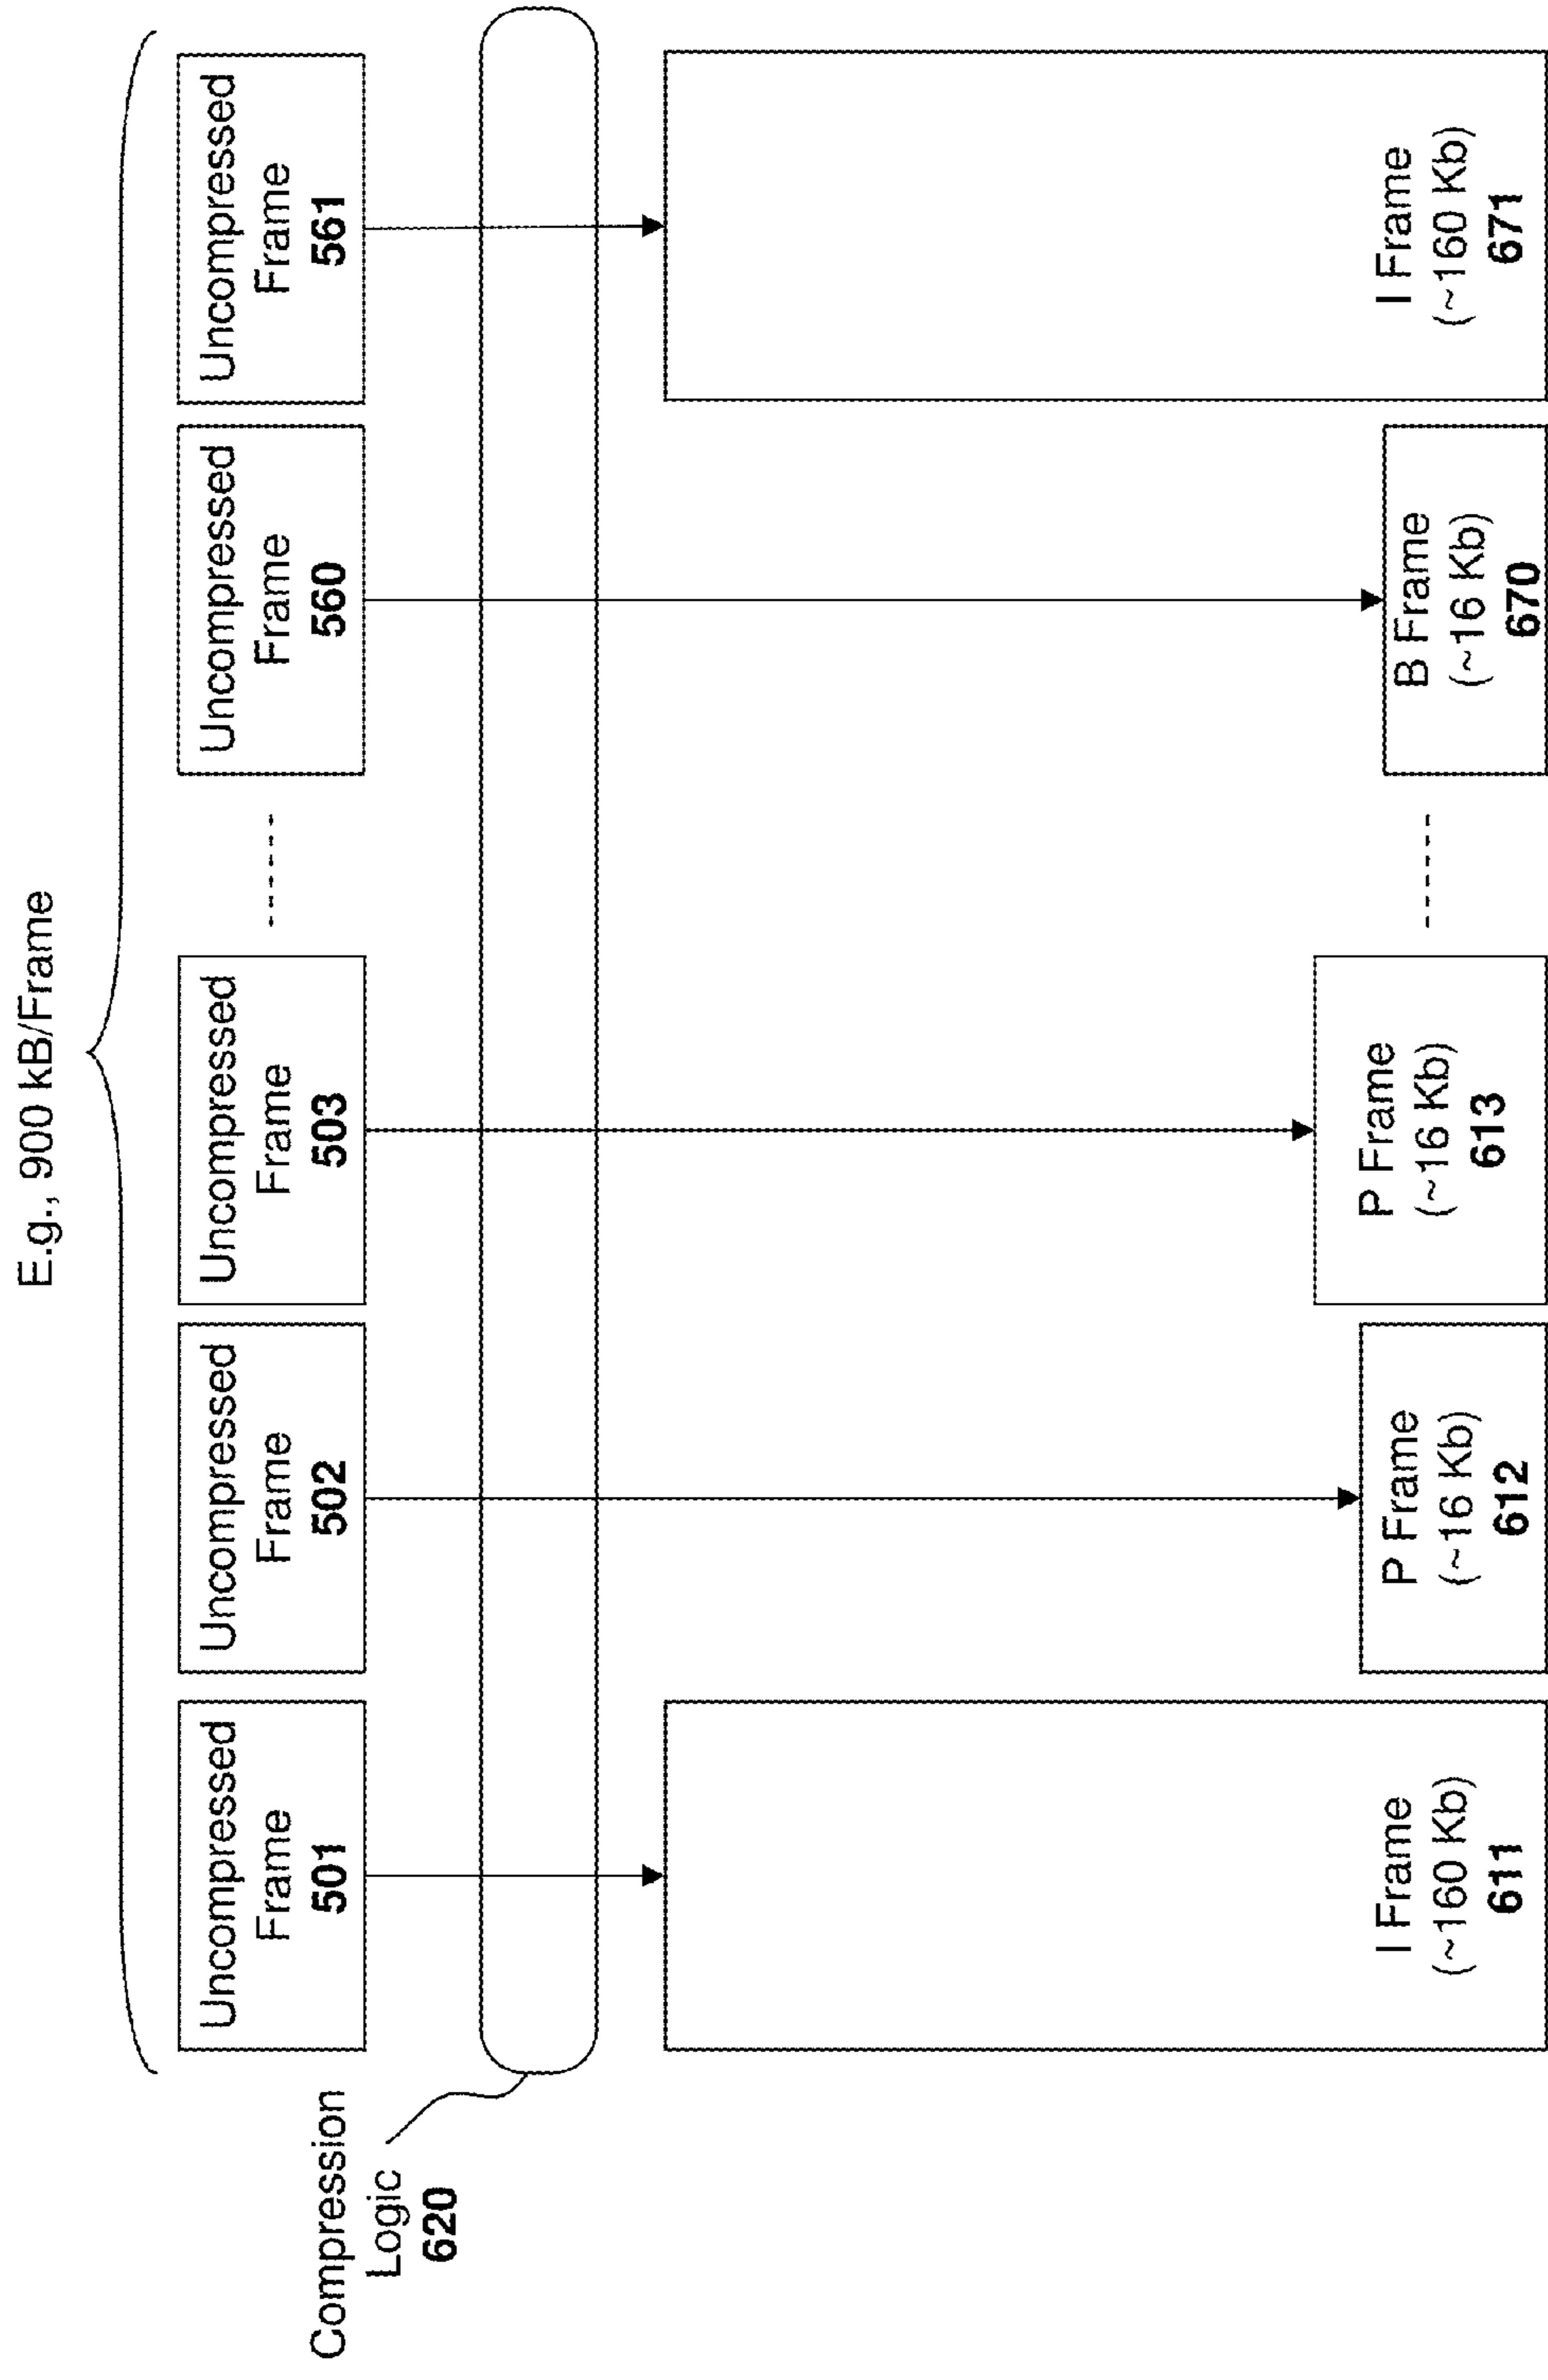 E.g., 900 kB/Frame
Uncompressed
Frame
501
Uncompressed
Frame
502
Uncompressed
Frame
503
Uncompressed
Frame
560
Uncompressed
Frame
561
Compression
Logic
620
I Frame
(~160 Kb)
611
P Frame
(~16 Kb)
612
P Frame
(~16 Kb)
613
B Frame
(~16 Kb)
670
I Frame
(~160 Kb)
671